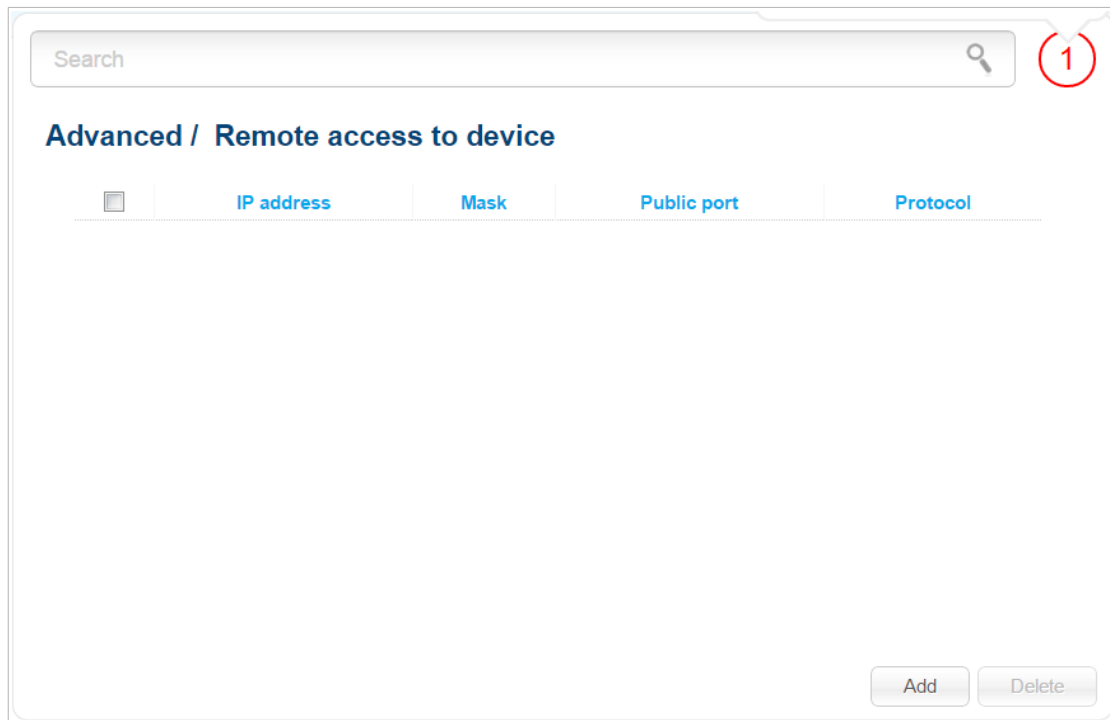 Search
1
Advanced / Remote access to device
IP address Mask Public port Protocol
Add Delete